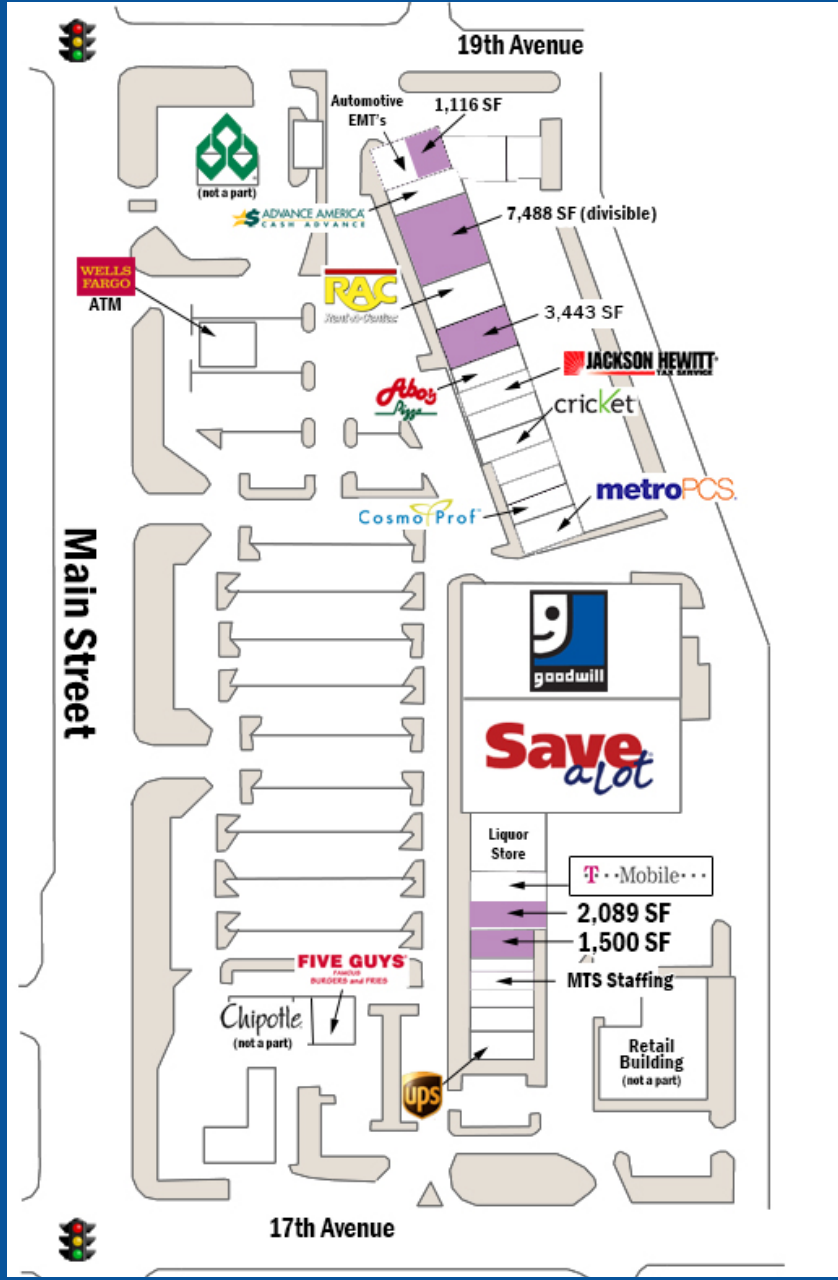 19th Avenue
Automotive
EMT's
1,116 SF
(not a part)
ADVANCE AMERICA
CASH ADVANCE
7,488 SF (divisible)
WELLS
FARGO
ATM
RAC
Rent-A-Center
3,443 SF
JACKSON HEWITT
TAX SERVICE
Abo's
Pizza
cricket
metroPCS.
CosmoProf
Main Street
goodwill
Save
a Lot
Liquor
Store
T··Mobile···
2,089 SF
1,500 SF
MTS Staffing
FIVE GUYS
FAMOUS
BURGERS and FRIES
Chipotle
(not a part)
Retail
Building
(not a part)
ups
17th Avenue